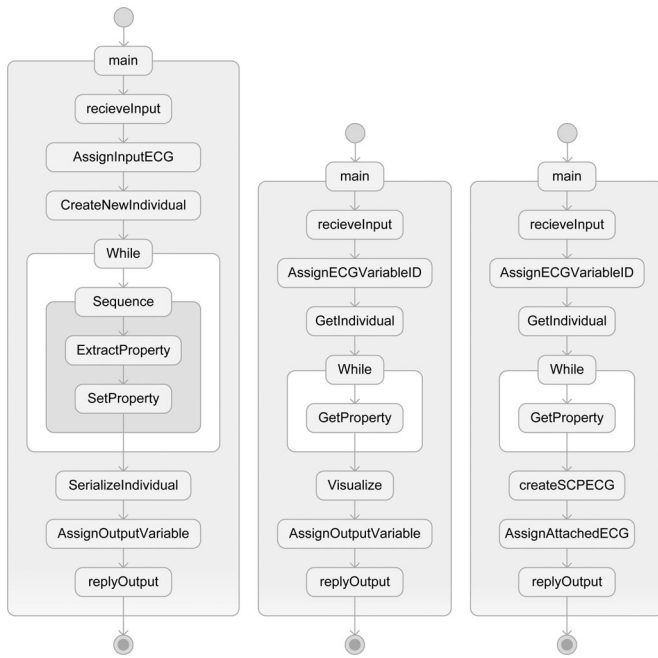 main
recieveInput
AssignInputECG
CreateNewIndividual
While
Sequence
ExtractProperty
SetProperty
SerializeIndividual
AssignOutputVariable
replyOutput
main
recieveInput
AssignECGVariableID
GetIndividual
While
GetProperty
Visualize
AssignOutputVariable
replyOutput
main
recieveInput
AssignECGVariableID
GetIndividual
While
GetProperty
createSCPECG
AssignAttachedECG
replyOutput